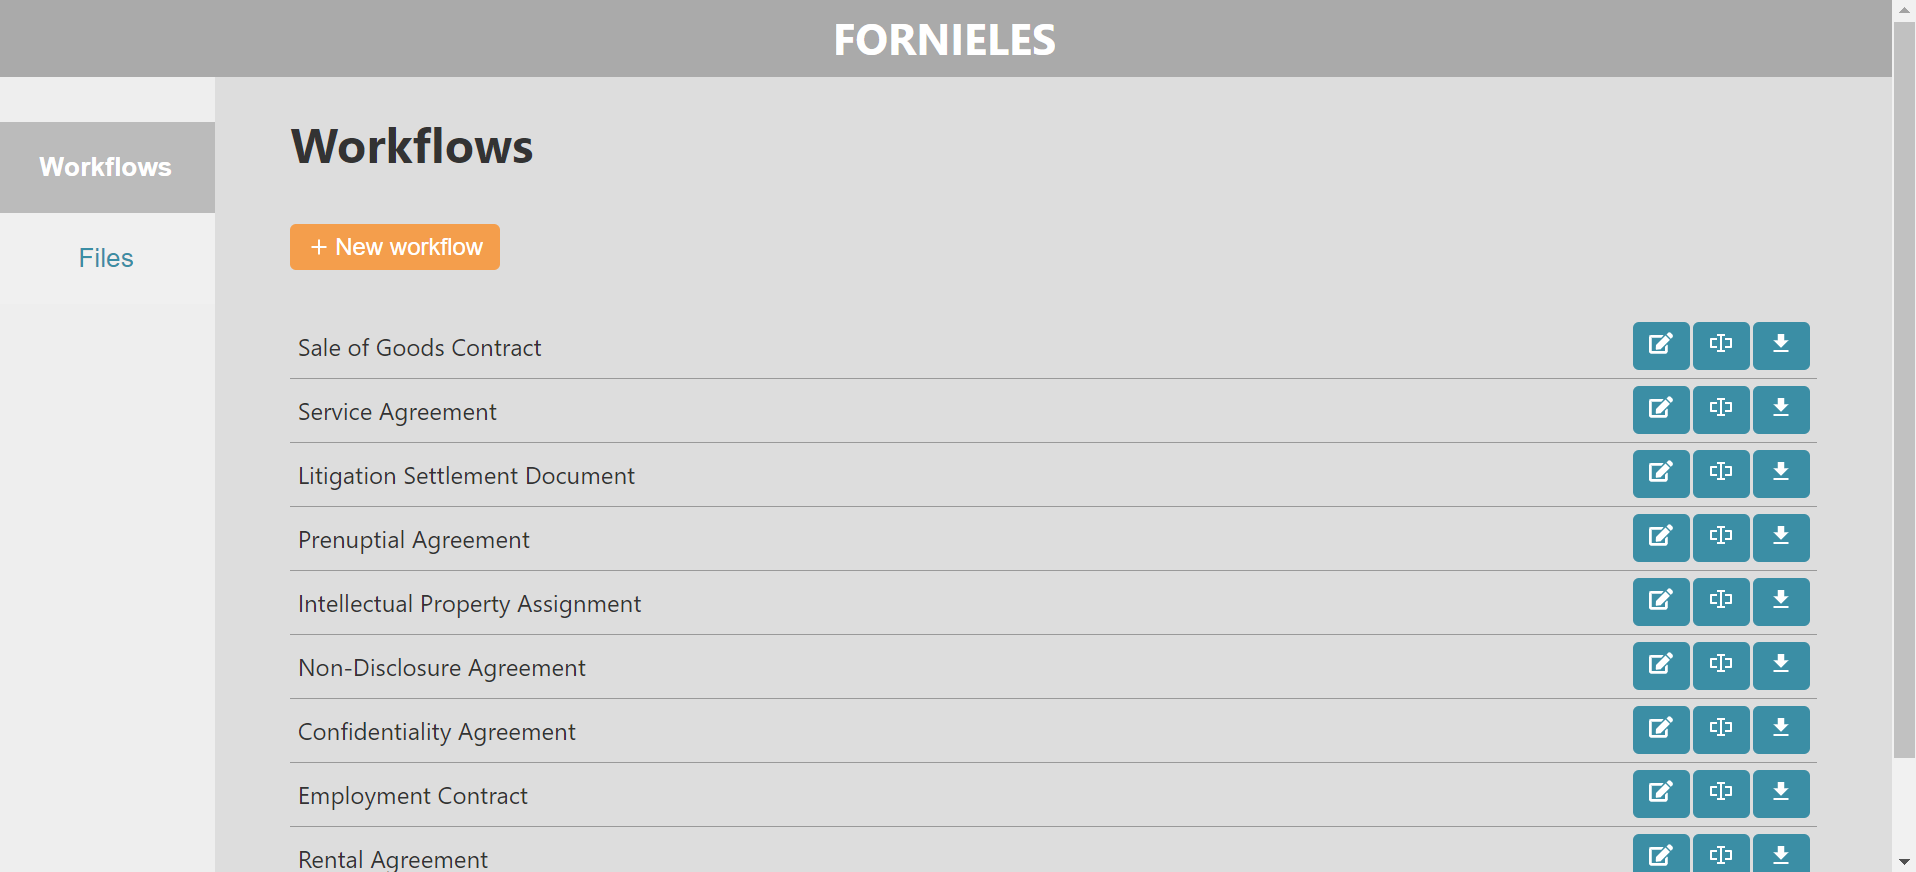 FORNIELES
Workflows
Files
Workflows
+ New workflow
Sale of Goods Contract
Service Agreement
Litigation Settlement Document
Prenuptial Agreement
Intellectual Property Assignment
Non-Disclosure Agreement
Confidentiality Agreement
Employment Contract
Rental Agreement